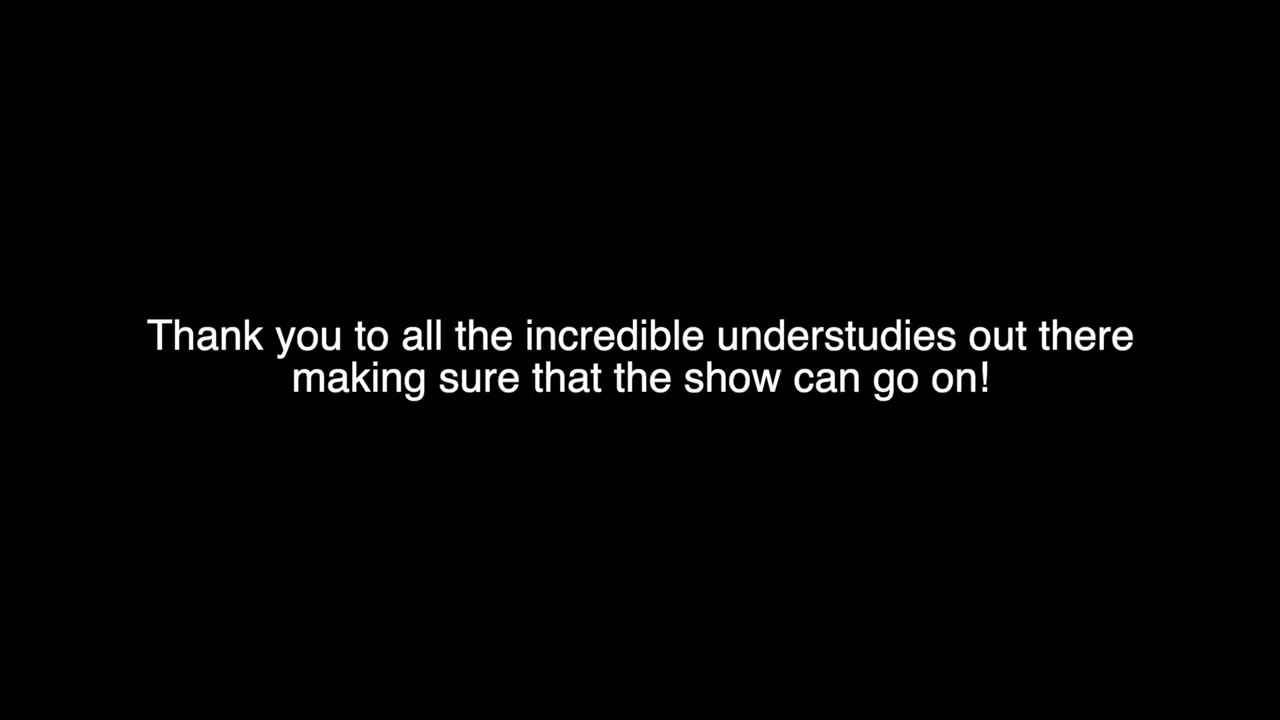 Thank you to all the incredible understudies out there
making sure that the show can go on!